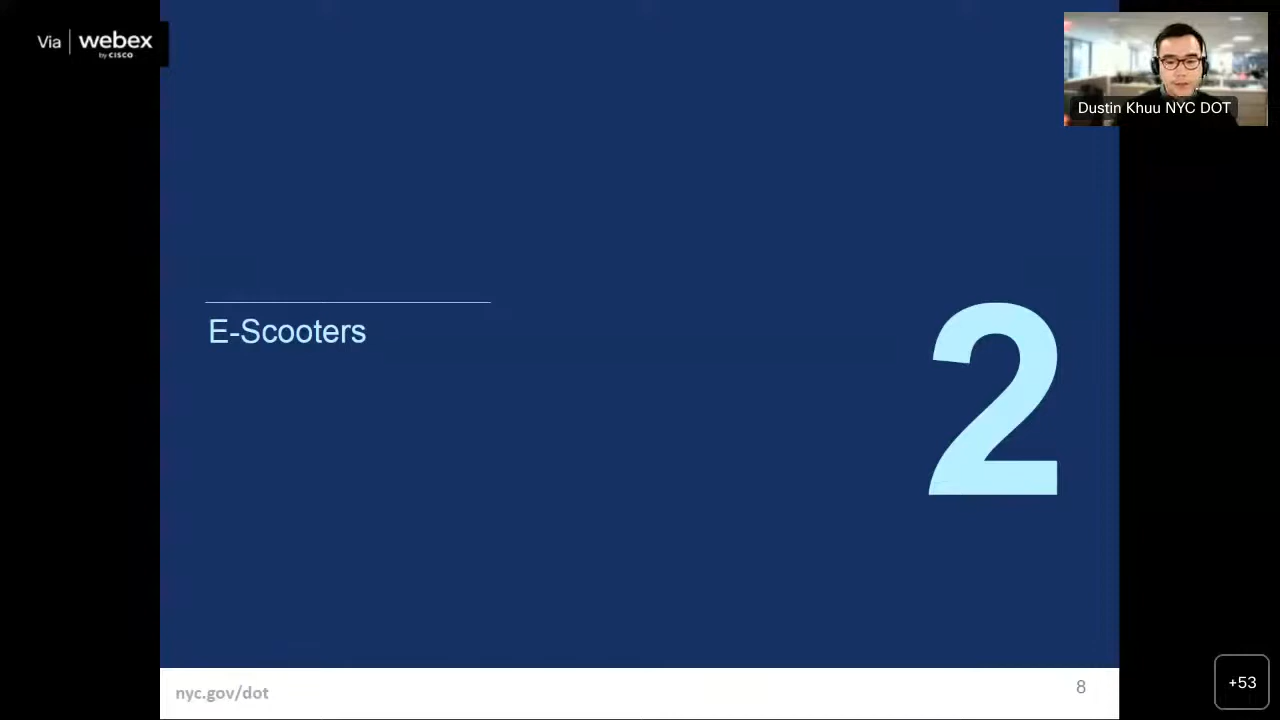 Via webex
by CISCO
Dustin Khuu NYC DOT
E-Scooters
2
nyc.gov/dot
8
+53